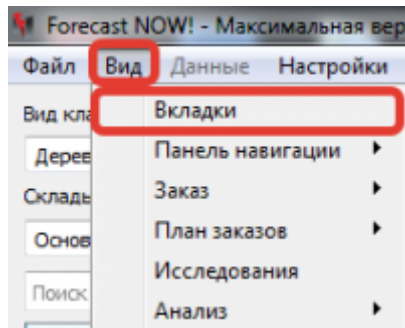 Forecast NOW! - Максимальная вер
Файл Вид Данные Настройки
Вид кла
Вкладки
Дерев
Панель навигации
Склады
Заказ
Основ
План заказов
Исследования
Поиск
Анализ